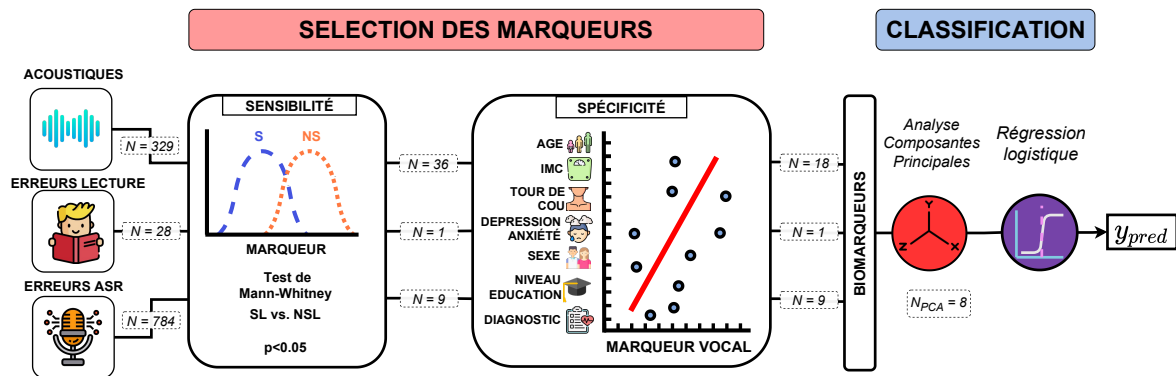 SELECTION DES MARQUEURS
CLASSIFICATION
ACOUSTIQUES
N = 329
ERREURS LECTURE
N = 28
ERREURS ASR
N = 784
SENSIBILITÉ
S
NS
MARQUEUR
Test de
Mann-Whitney
SL vs. NSL
p<0.05
N = 36
N = 1
N = 9
SPÉCIFICITÉ
AGE
IMC
TOUR DE
COU
DEPRESSION
ANXIÉTÉ
SEXE
NIVEAU
EDUCATION
DIAGNOSTIC
MARQUEUR VOCAL
N = 18
N = 1
N = 9
BIOMARQUEURS
Analyse
Composantes
Principales
Y
Z
X
N_PCA = 8
Régression
logistique
y_pred